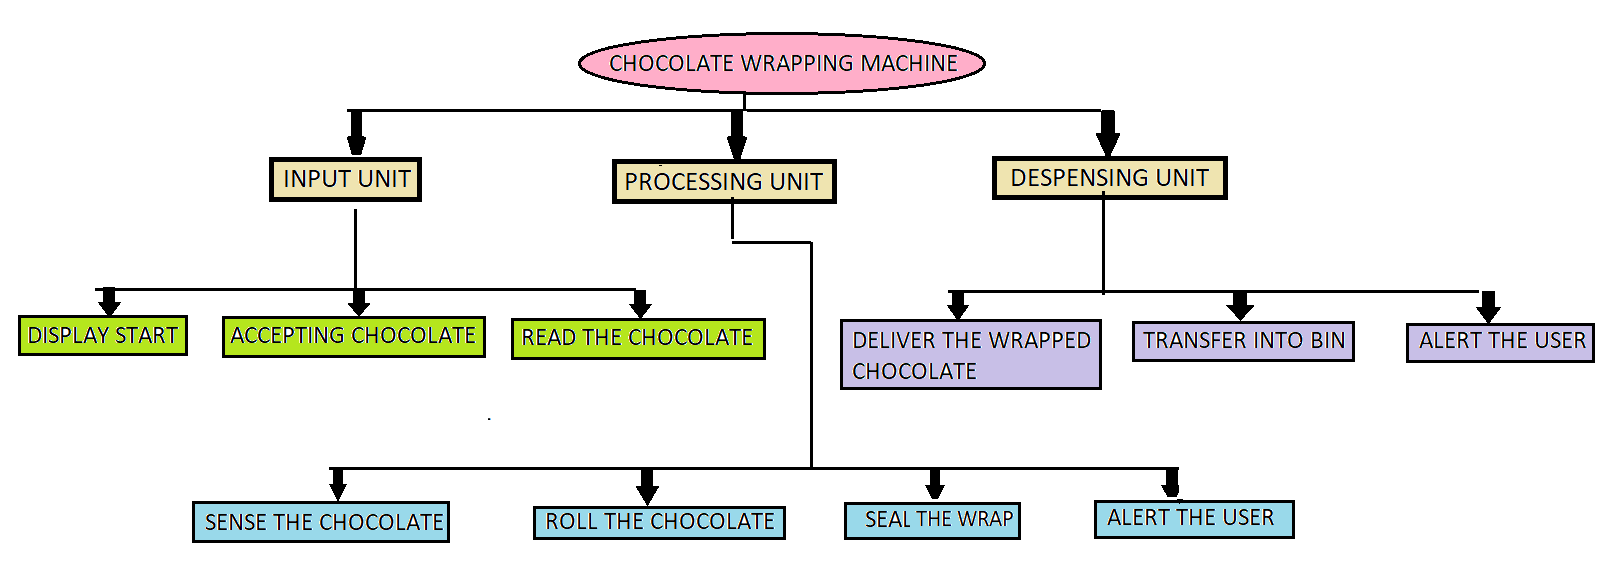 CHOCOLATE WRAPPING MACHINE
INPUT UNIT
PROCESSING UNIT
DESPENSING UNIT
DISPLAY START
ACCEPTING CHOCOLATE
READ THE CHOCOLATE
DELIVER THE WRAPPED
CHOCOLATE
TRANSFER INTO BIN
ALERT THE USER
SENSE THE CHOCOLATE
ROLL THE CHOCOLATE
SEAL THE WRAP
ALERT THE USER